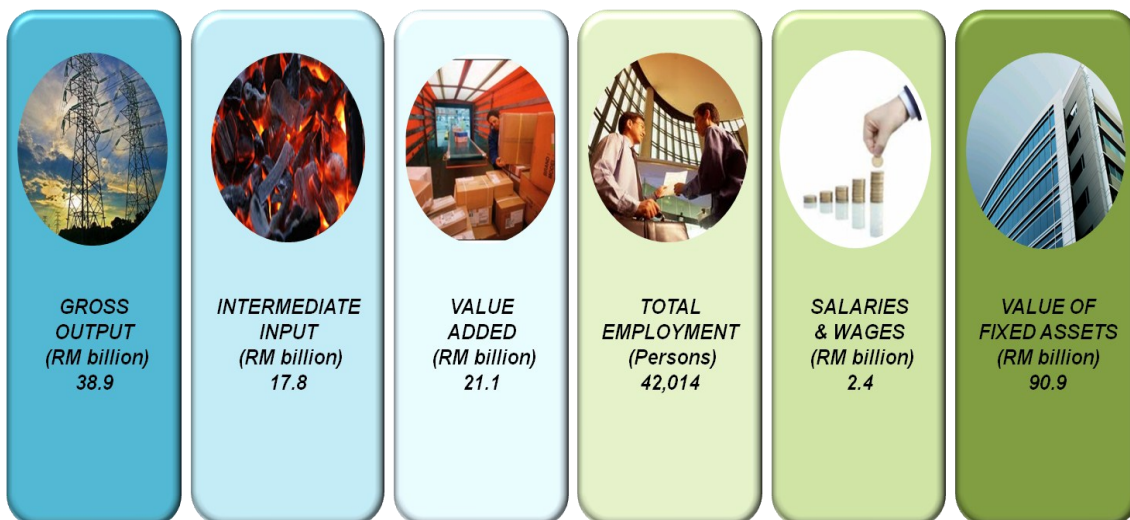 GROSS
OUTPUT
(RM billion)
38.9
INTERMEDIATE
INPUT
(RM billion)
17.8
VALUE
ADDED
(RM billion)
21.1
TOTAL
EMPLOYMENT
(Persons)
42,014
SALARIES
& WAGES
(RM billion)
2.4
VALUE OF
FIXED ASSETS
(RM billion)
90.9